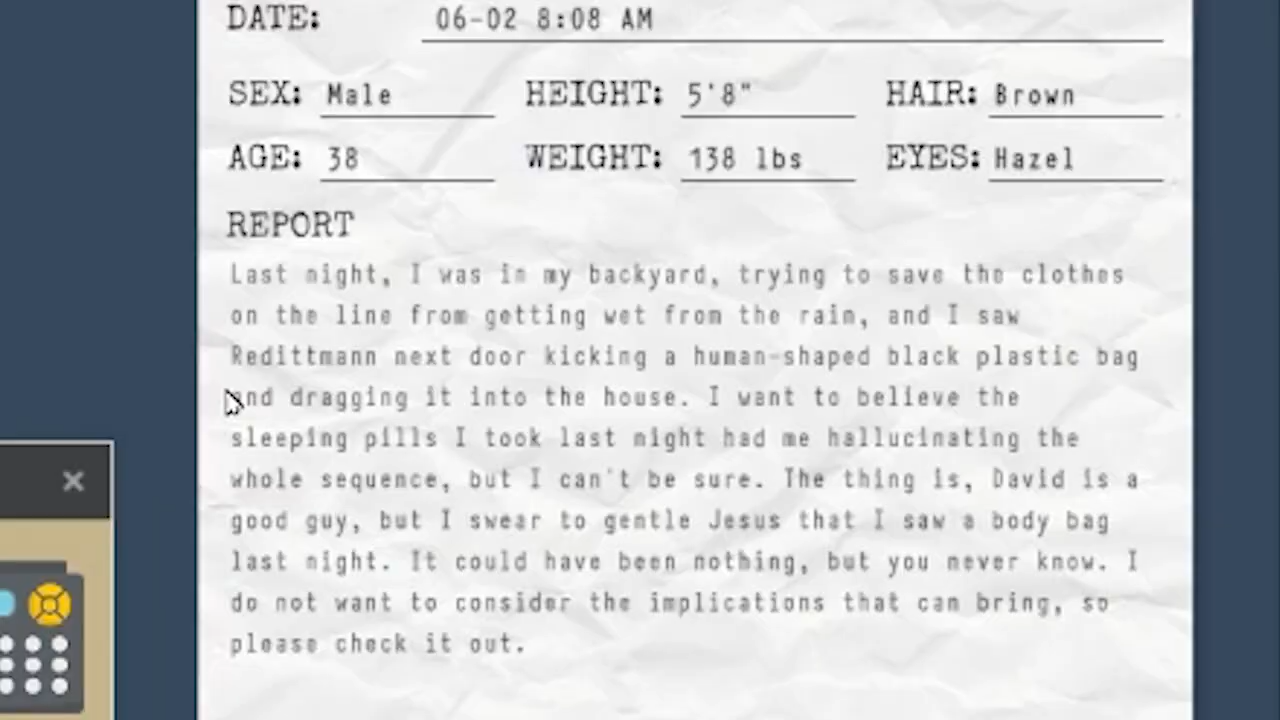 DATE: 06-02 8:08 AM
SEX: Male HEIGHT: 5'8" HAIR: Brown
AGE: 38 WEIGHT: 138 lbs EYES: Hazel
REPORT
Last night, I was in my backyard, trying to save the clothes
on the line from getting wet from the rain, and I saw
Redittmann next door kicking a human-shaped black plastic bag
and dragging it into the house. I want to believe the
sleeping pills I took last night had me hallucinating the
whole sequence, but I can't be sure. The thing is, David is a
good guy, but I swear to gentle Jesus that I saw a body bag
last night. It could have been nothing, but you never know. I
do not want to consider the implications that can bring, so
please check it out.